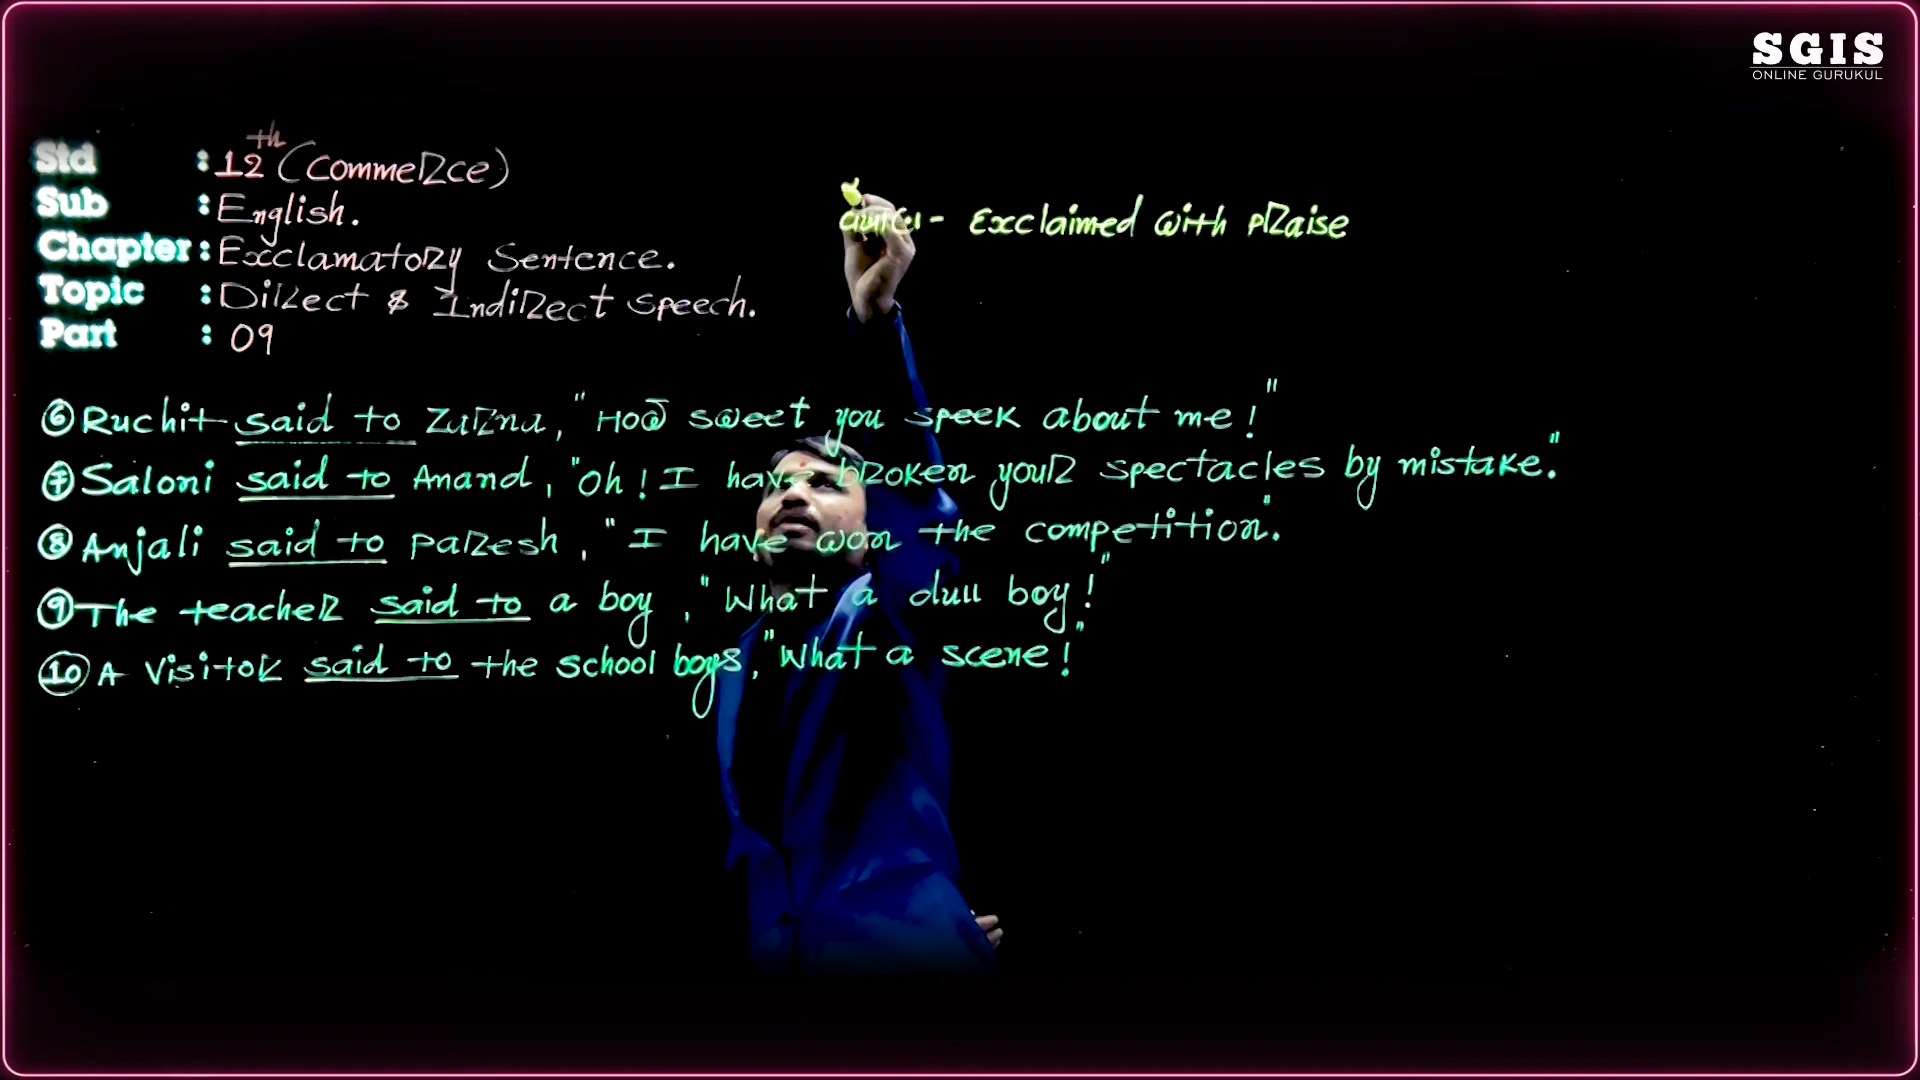 SGIS
ONLINE GURUKUL
Std : 12th (Commerce)
Sub : English.
Chapter : Exclamatory Sentence.
Topic : Direct & Indirect Speech.
Part : 09
- Exclaimed with praise
⑥ Ruchit said to Zarna, "How sweet you speek about me!"
⑦ Saloni said to Anand, "Oh! I have broken your spectacles by mistake."
⑧ Anjali said to Paresh, "I have won the competition".
⑨ The teacher said to a boy, "What a dull boy!"
⑩ A visitor said to the school boys, "What a scene!"